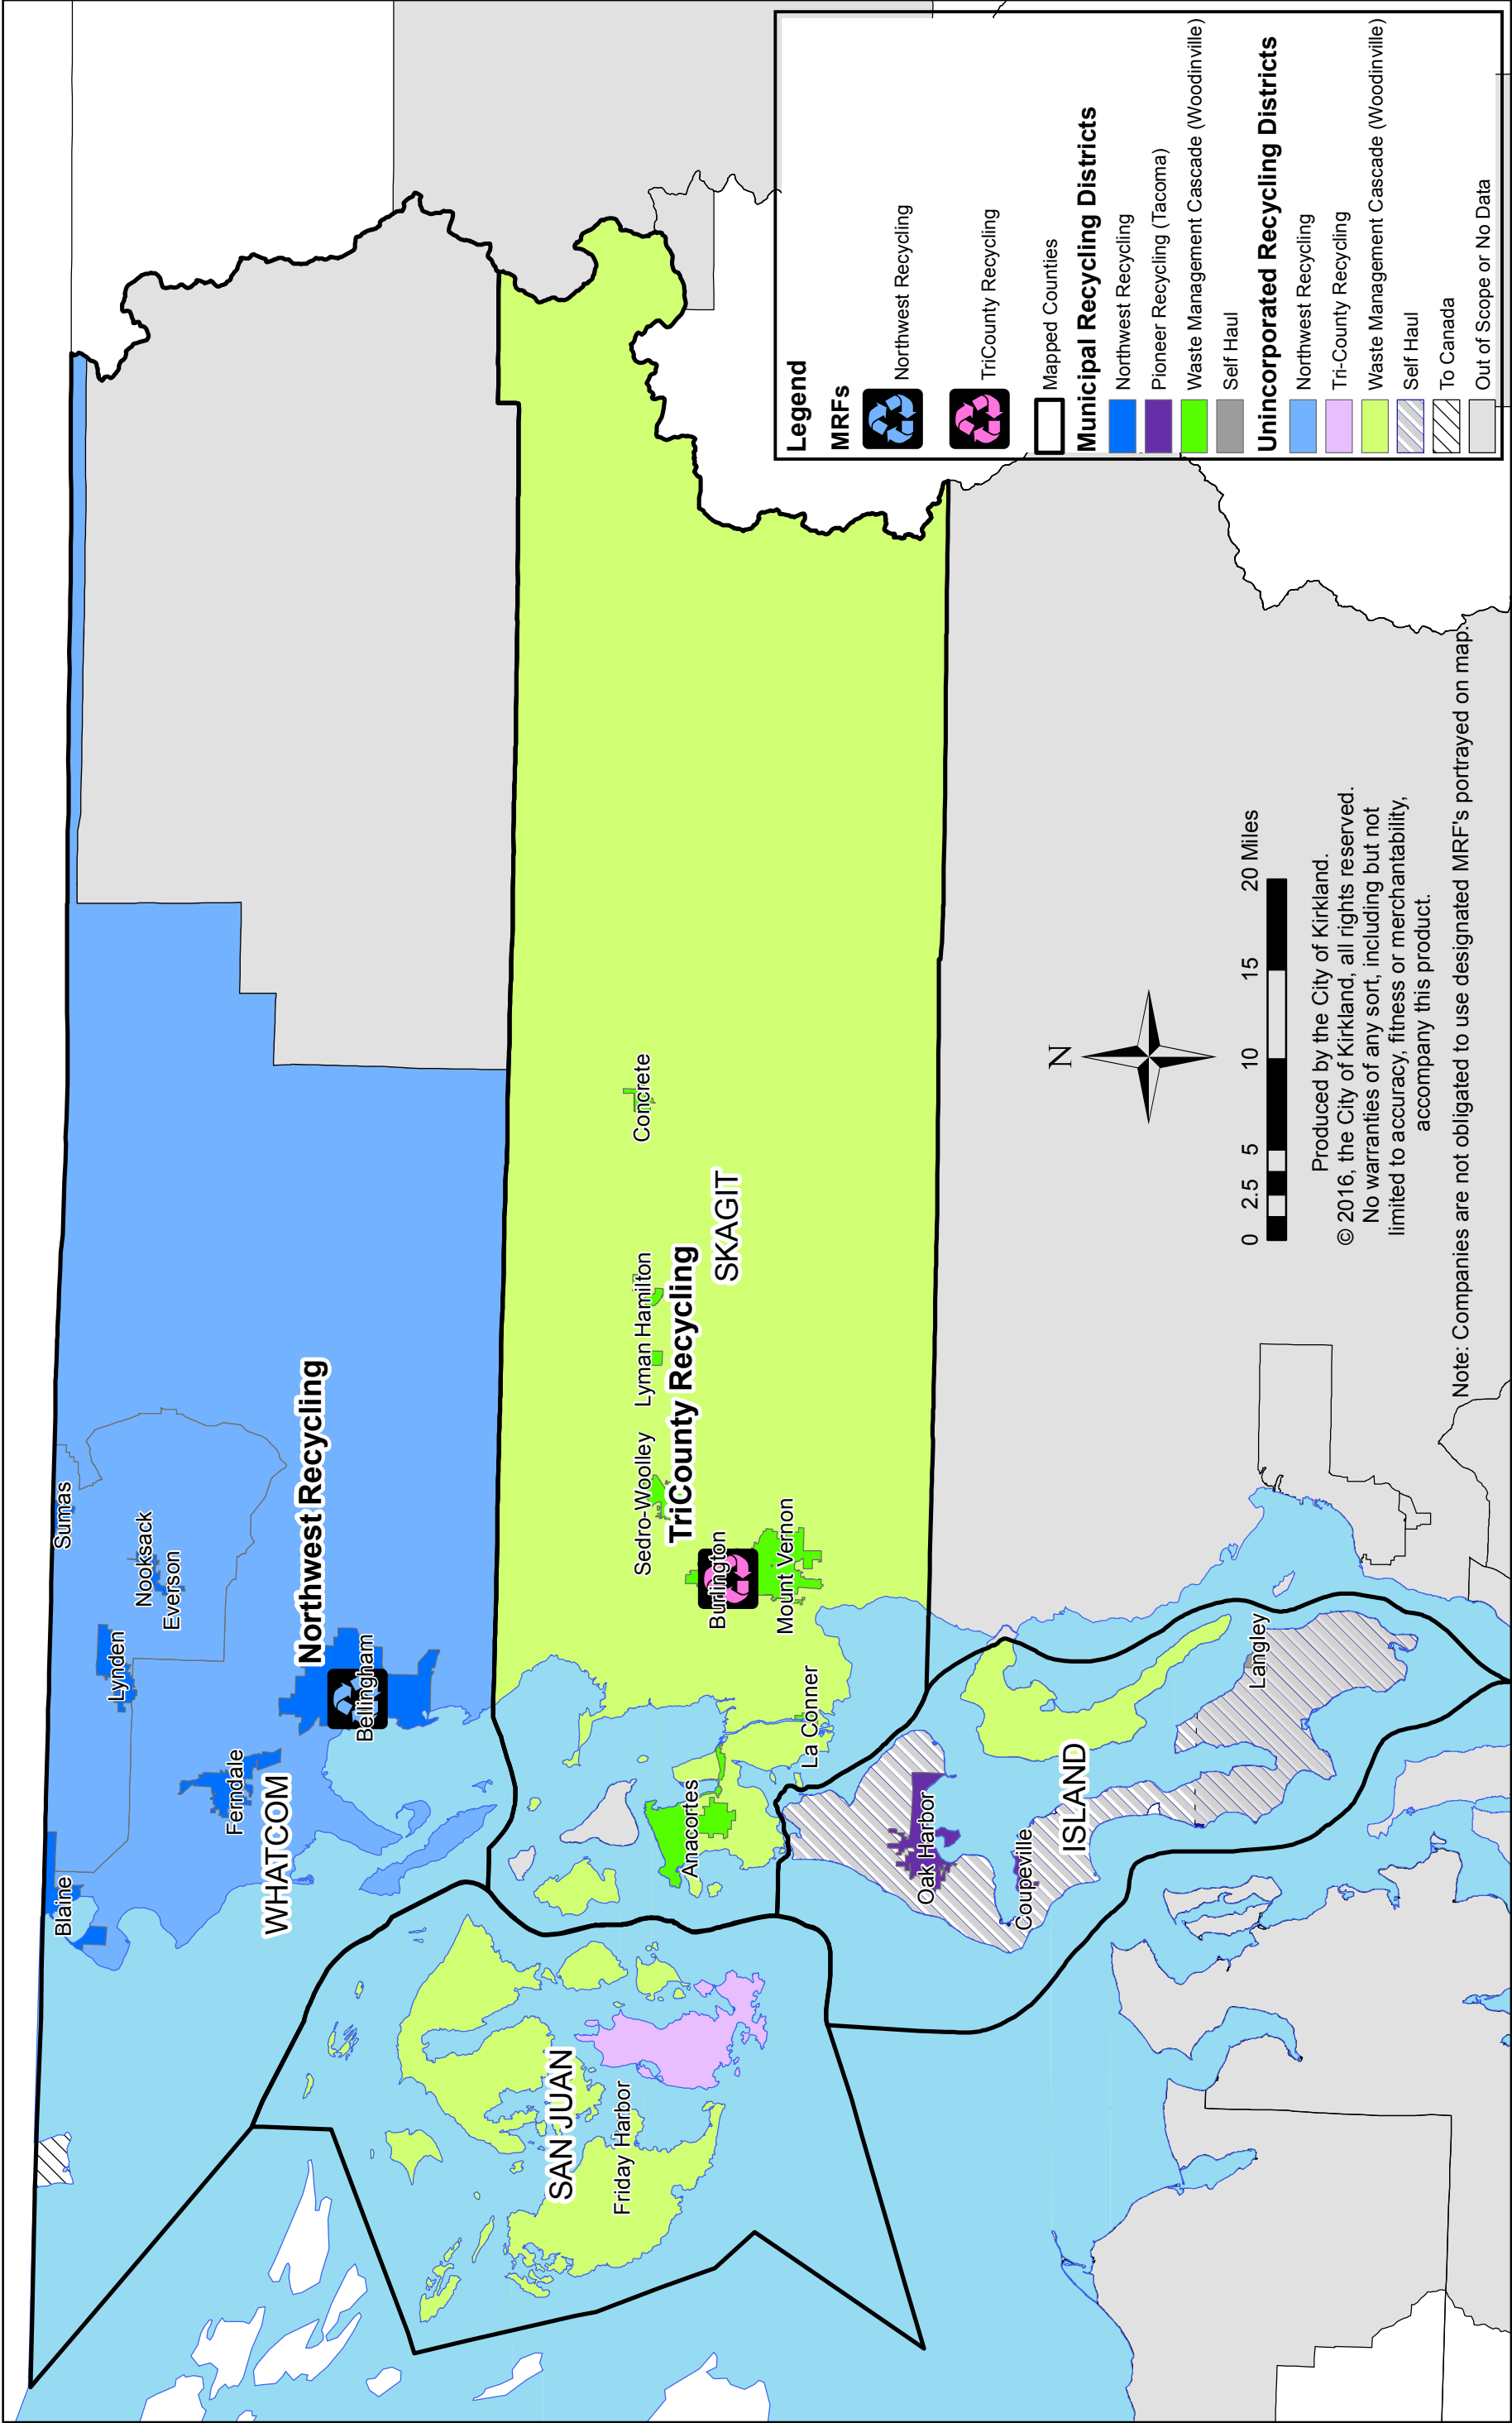 Blaine
Sumas
Lynden
Nooksack
Everson
Ferndale
WHATCOM
Northwest Recycling
Bellingham
SAN JUAN
Friday Harbor
Anacortes
La Conner
Sedro-Woolley
Lyman
Hamilton
Concrete
TriCounty Recycling
SKAGIT
Burlington
Mount Vernon
Oak Harbor
Coupeville
ISLAND
Langley
N
0 2.5 5 10 15 20 Miles
Produced by the City of Kirkland.
© 2016, the City of Kirkland, all rights reserved.
No warranties of any sort, including but not
limited to accuracy, fitness or merchantability,
accompany this product.
Note: Companies are not obligated to use designated MRF's portrayed on map.
Legend
MRFs
Northwest Recycling
TriCounty Recycling
Mapped Counties
Municipal Recycling Districts
Northwest Recycling
Pioneer Recycling (Tacoma)
Waste Management Cascade (Woodinville)
Self Haul
Unincorporated Recycling Districts
Northwest Recycling
Tri-County Recycling
Waste Management Cascade (Woodinville)
Self Haul
To Canada
Out of Scope or No Data